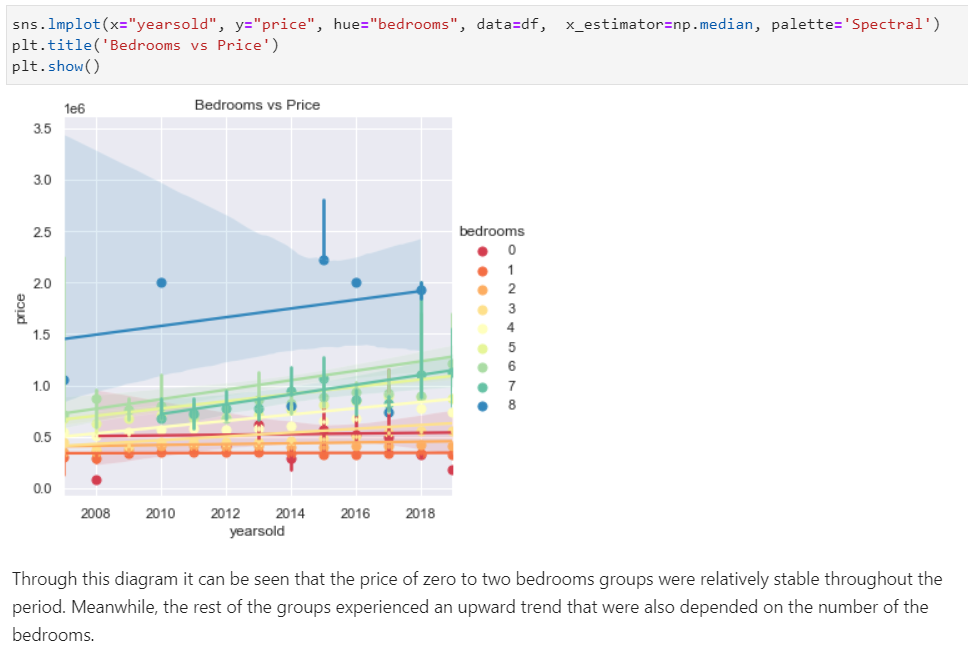 sns.lmplot(x="yearsold", y="price", hue="bedrooms", data=df,  x_estimator=np.median, palette='Spectral')
plt.title('Bedrooms vs Price')
plt.show()
1e6
Bedrooms vs Price
3.5
3.0
2.5
2.0
1.5
1.0
0.5
0.0
price
2008 2010 2012 2014 2016 2018
yearsold
bedrooms
0
1
2
3
4
5
6
7
8
Through this diagram it can be seen that the price of zero to two bedrooms groups were relatively stable throughout the
period. Meanwhile, the rest of the groups experienced an upward trend that were also depended on the number of the
bedrooms.